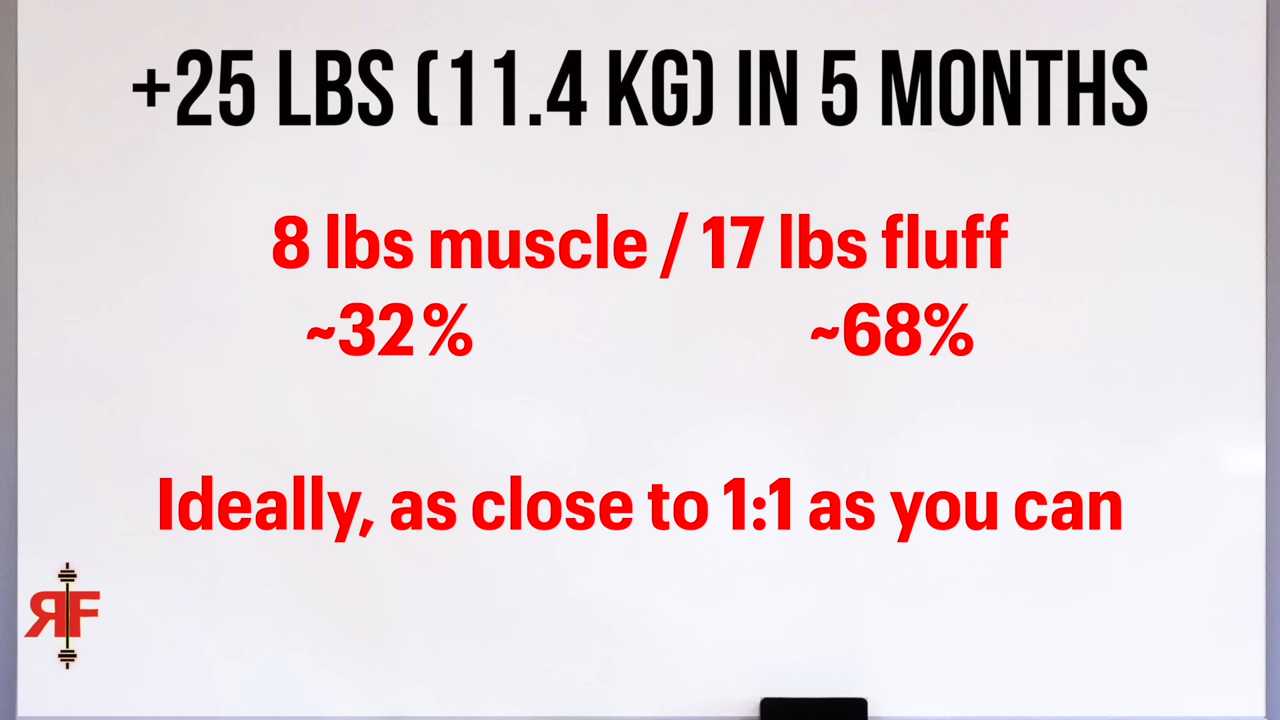 +25 LBS (11.4 KG) IN 5 MONTHS
8 lbs muscle / 17 lbs fluff
~32% ~68%
Ideally, as close to 1:1 as you can
RF